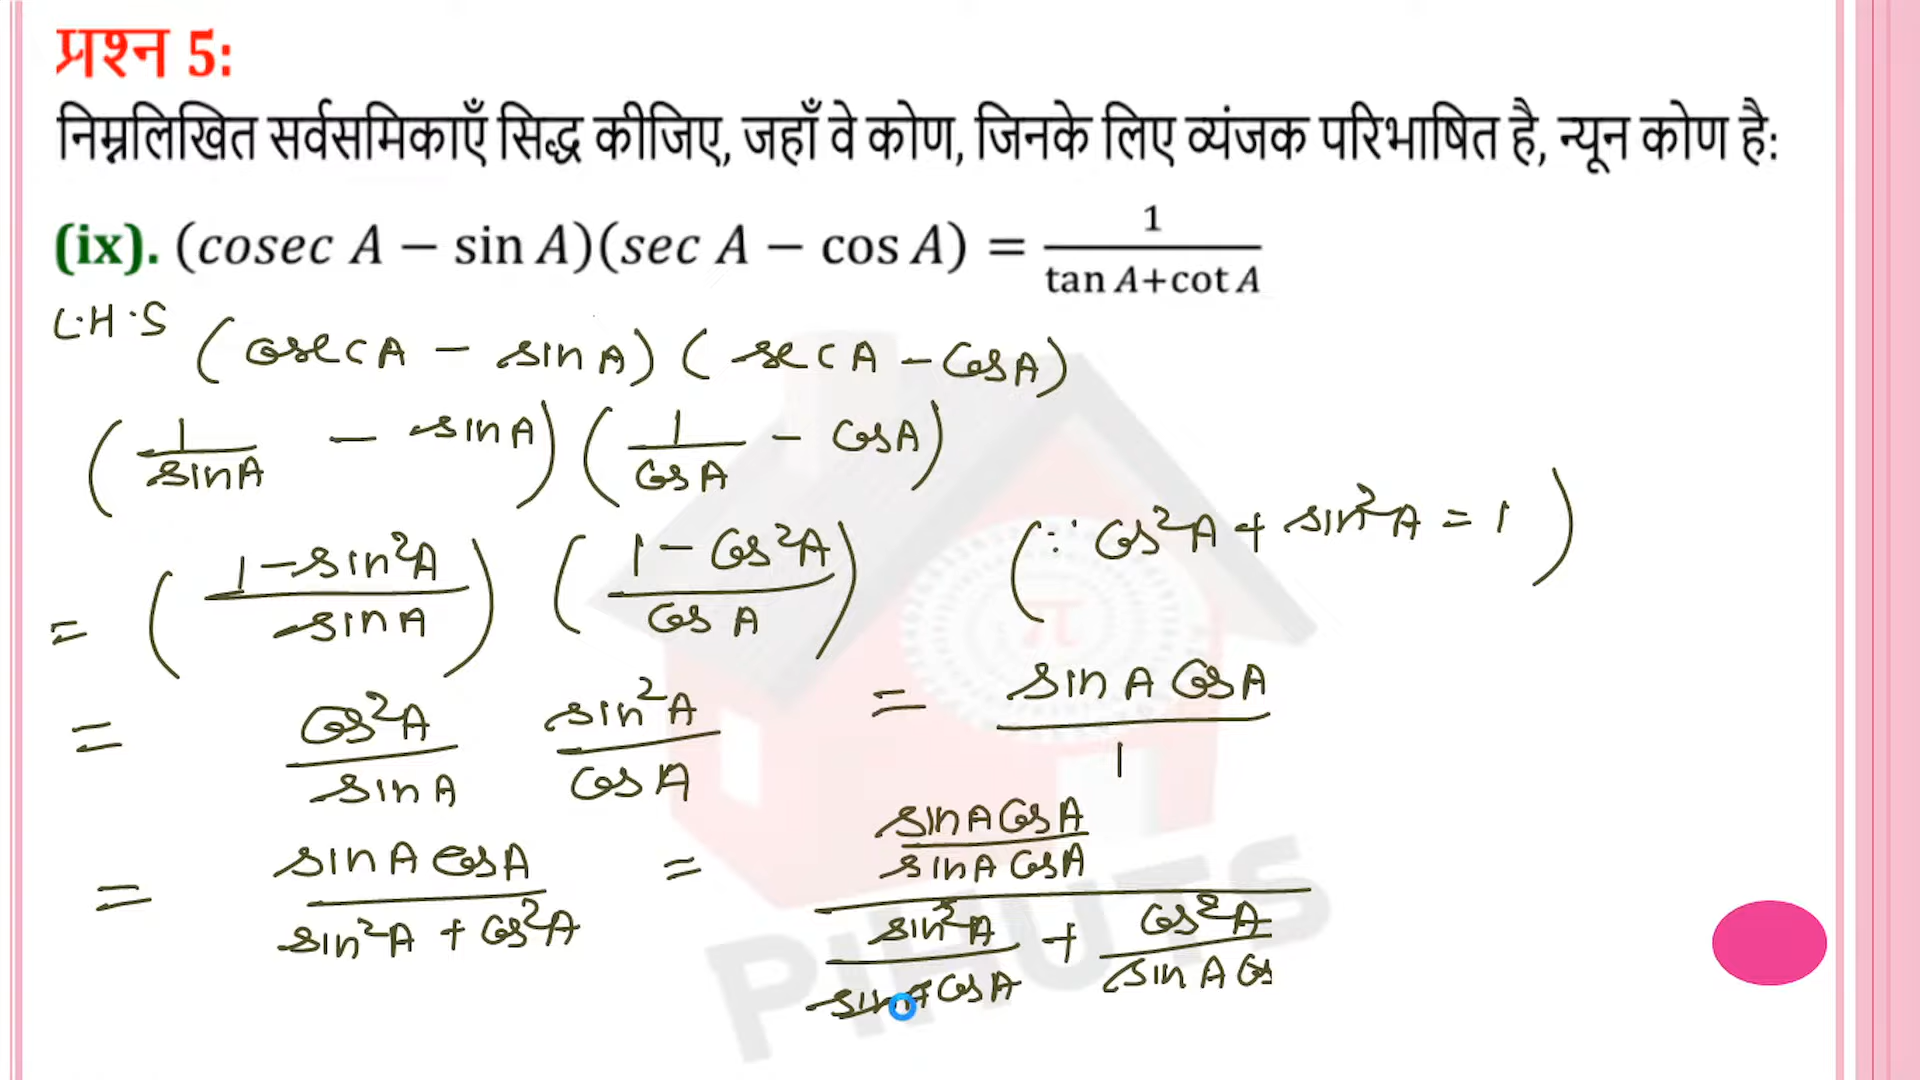 प्रश्न 5:
निम्नलिखित सर्वसमिकाएँ सिद्ध कीजिए, जहाँ वे कोण, जिनके लिए व्यंजक परिभाषित है, न्यून कोण है:
(ix). (cosec A − sin A)(sec A − cos A) = 1/(tan A+cot A)
L.H.S
(cosec A − sin A) (sec A − cos A)
(1/sin A − sin A) (1/cos A − cos A)
= ((1 − sin²A)/sin A) ((1 − cos²A)/cos A) (∵ cos²A + sin²A = 1)
= cos²A/sin A sin²A/cos A = sin A cos A/1
= sin A cos A/(sin²A + cos²A) = (sin A cos A/sin A cos A)/(sin²A/sin A cos A + cos²A/sin A cos
PIHUTS
π